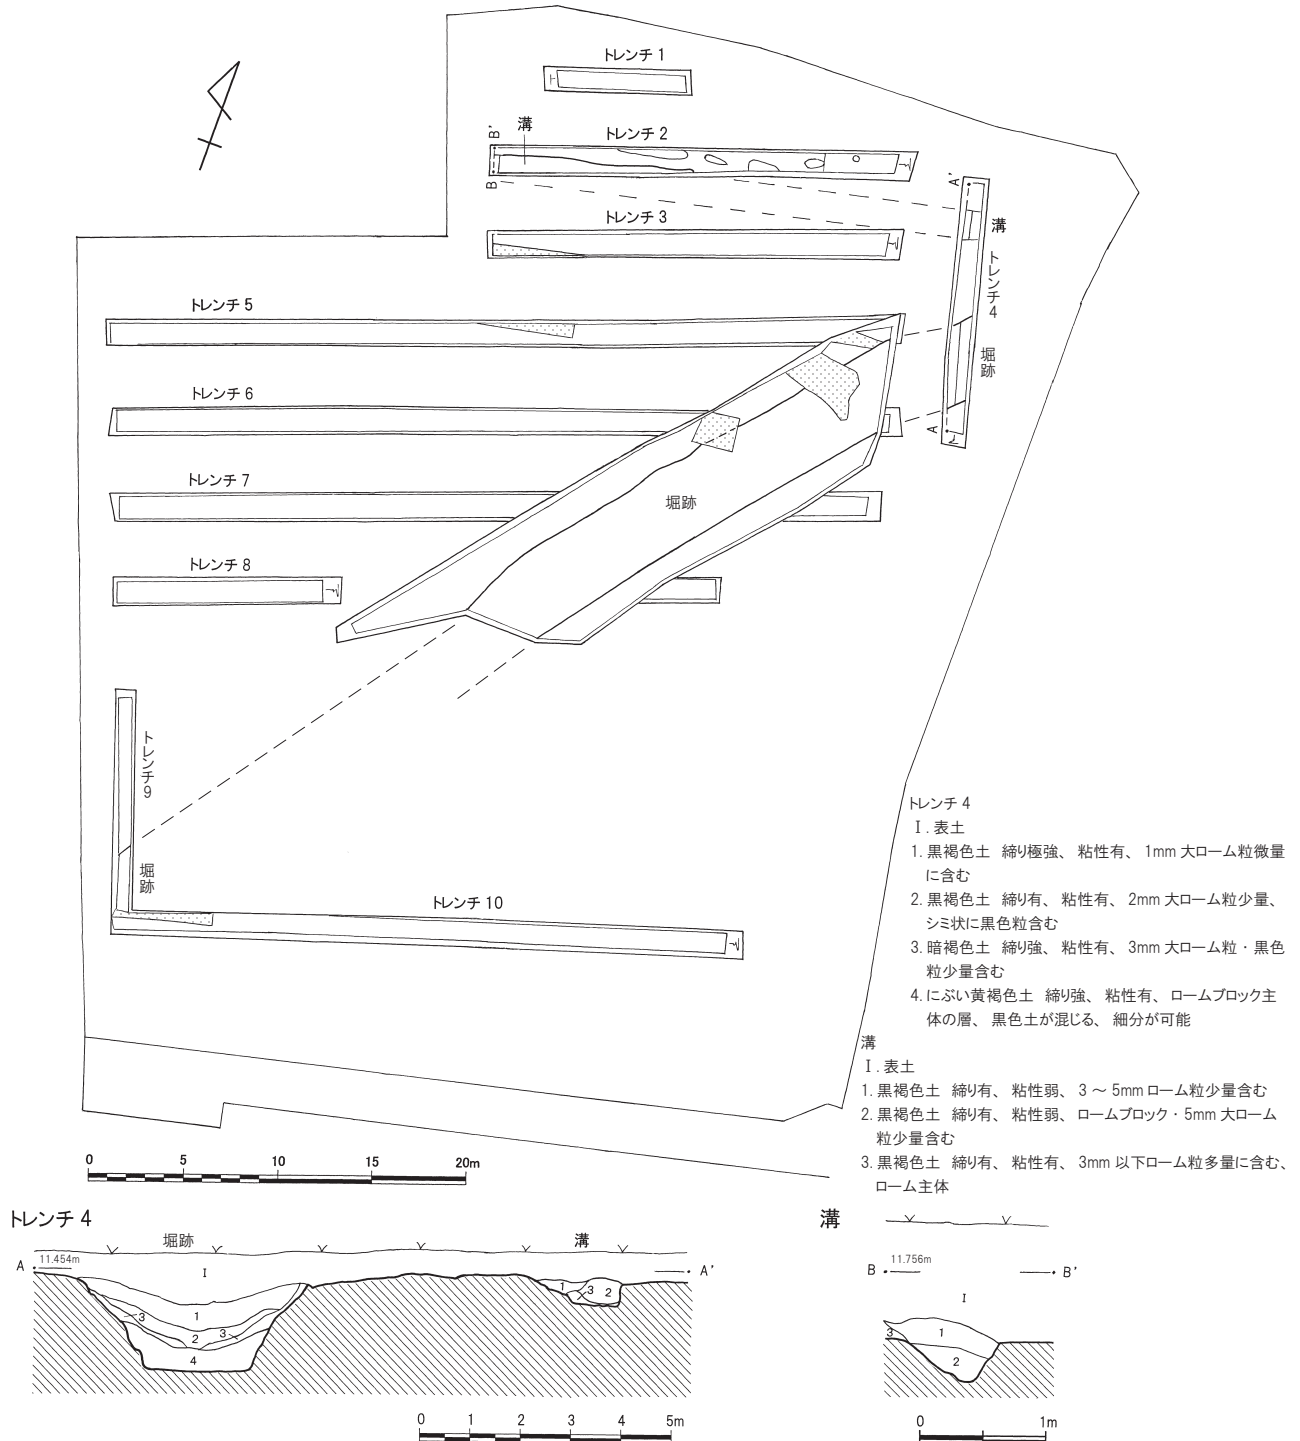 トレンチ 1
溝
トレンチ 2
B'
B
A'
トレンチ 3
溝
トレンチ 4
トレンチ 5
堀跡
トレンチ 6
A
トレンチ 7
堀跡
トレンチ 8
トレンチ 9
堀跡
トレンチ 10
トレンチ 4
Ⅰ. 表土
1. 黒褐色土 締り極強、 粘性有、 1mm 大ローム粒微量
に含む
2. 黒褐色土 締り有、 粘性有、 2mm 大ローム粒少量、
シミ状に黒色粒含む
3. 暗褐色土 締り強、 粘性有、 3mm 大ローム粒・黒色
粒少量含む
4. にぶい黄褐色土 締り強、 粘性有、 ロームブロック主
体の層、 黒色土が混じる、 細分が可能
溝
Ⅰ. 表土
1. 黒褐色土 締り有、 粘性弱、 3 ～ 5mm ローム粒少量含む
2. 黒褐色土 締り有、 粘性弱、 ロームブロック・5mm 大ローム
粒少量含む
3. 黒褐色土 締り有、 粘性有、 3mm 以下ローム粒多量に含む、
ローム主体
0 5 10 15 20m
トレンチ 4
堀跡
溝
A 11.454m
Ⅰ
A'
1
3
2
3
4
1
3
2
0 1 2 3 4 5m
溝
B 11.756m
B'
Ⅰ
3
1
2
0 1m